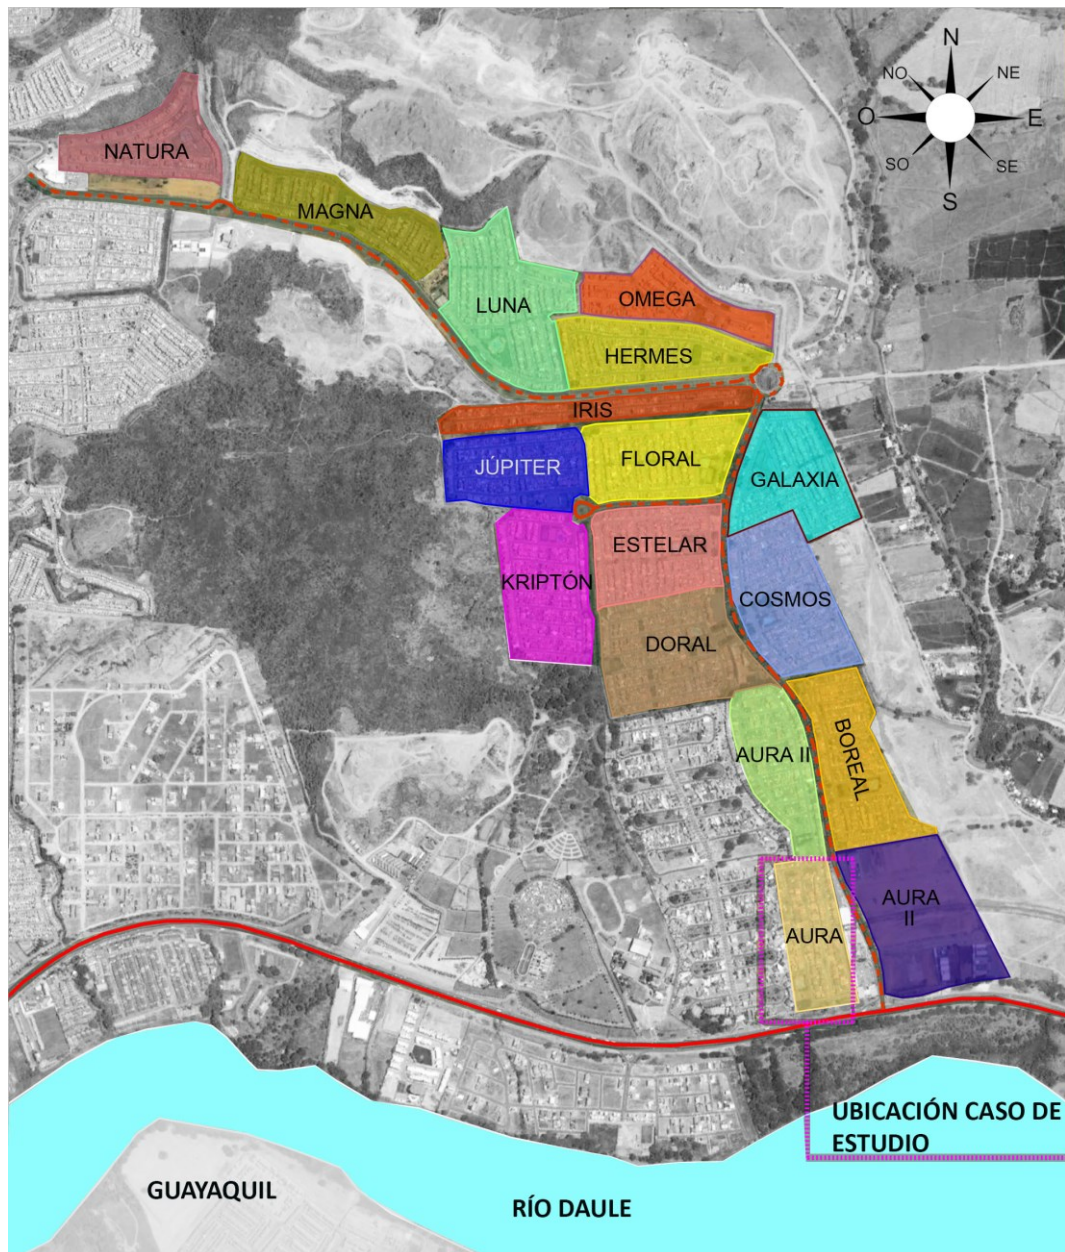 N
NO
NE
O
E
SO
SE
S
NATURA
MAGNA
LUNA
OMEGA
HERMES
IRIS
JÚPITER
FLORAL
GALAXIA
ESTELAR
KRIPTÓN
COSMOS
DORAL
AURA II
BOREAL
AURA
II
AURA
UBICACIÓN CASO DE
ESTUDIO
GUAYAQUIL
RÍO DAULE